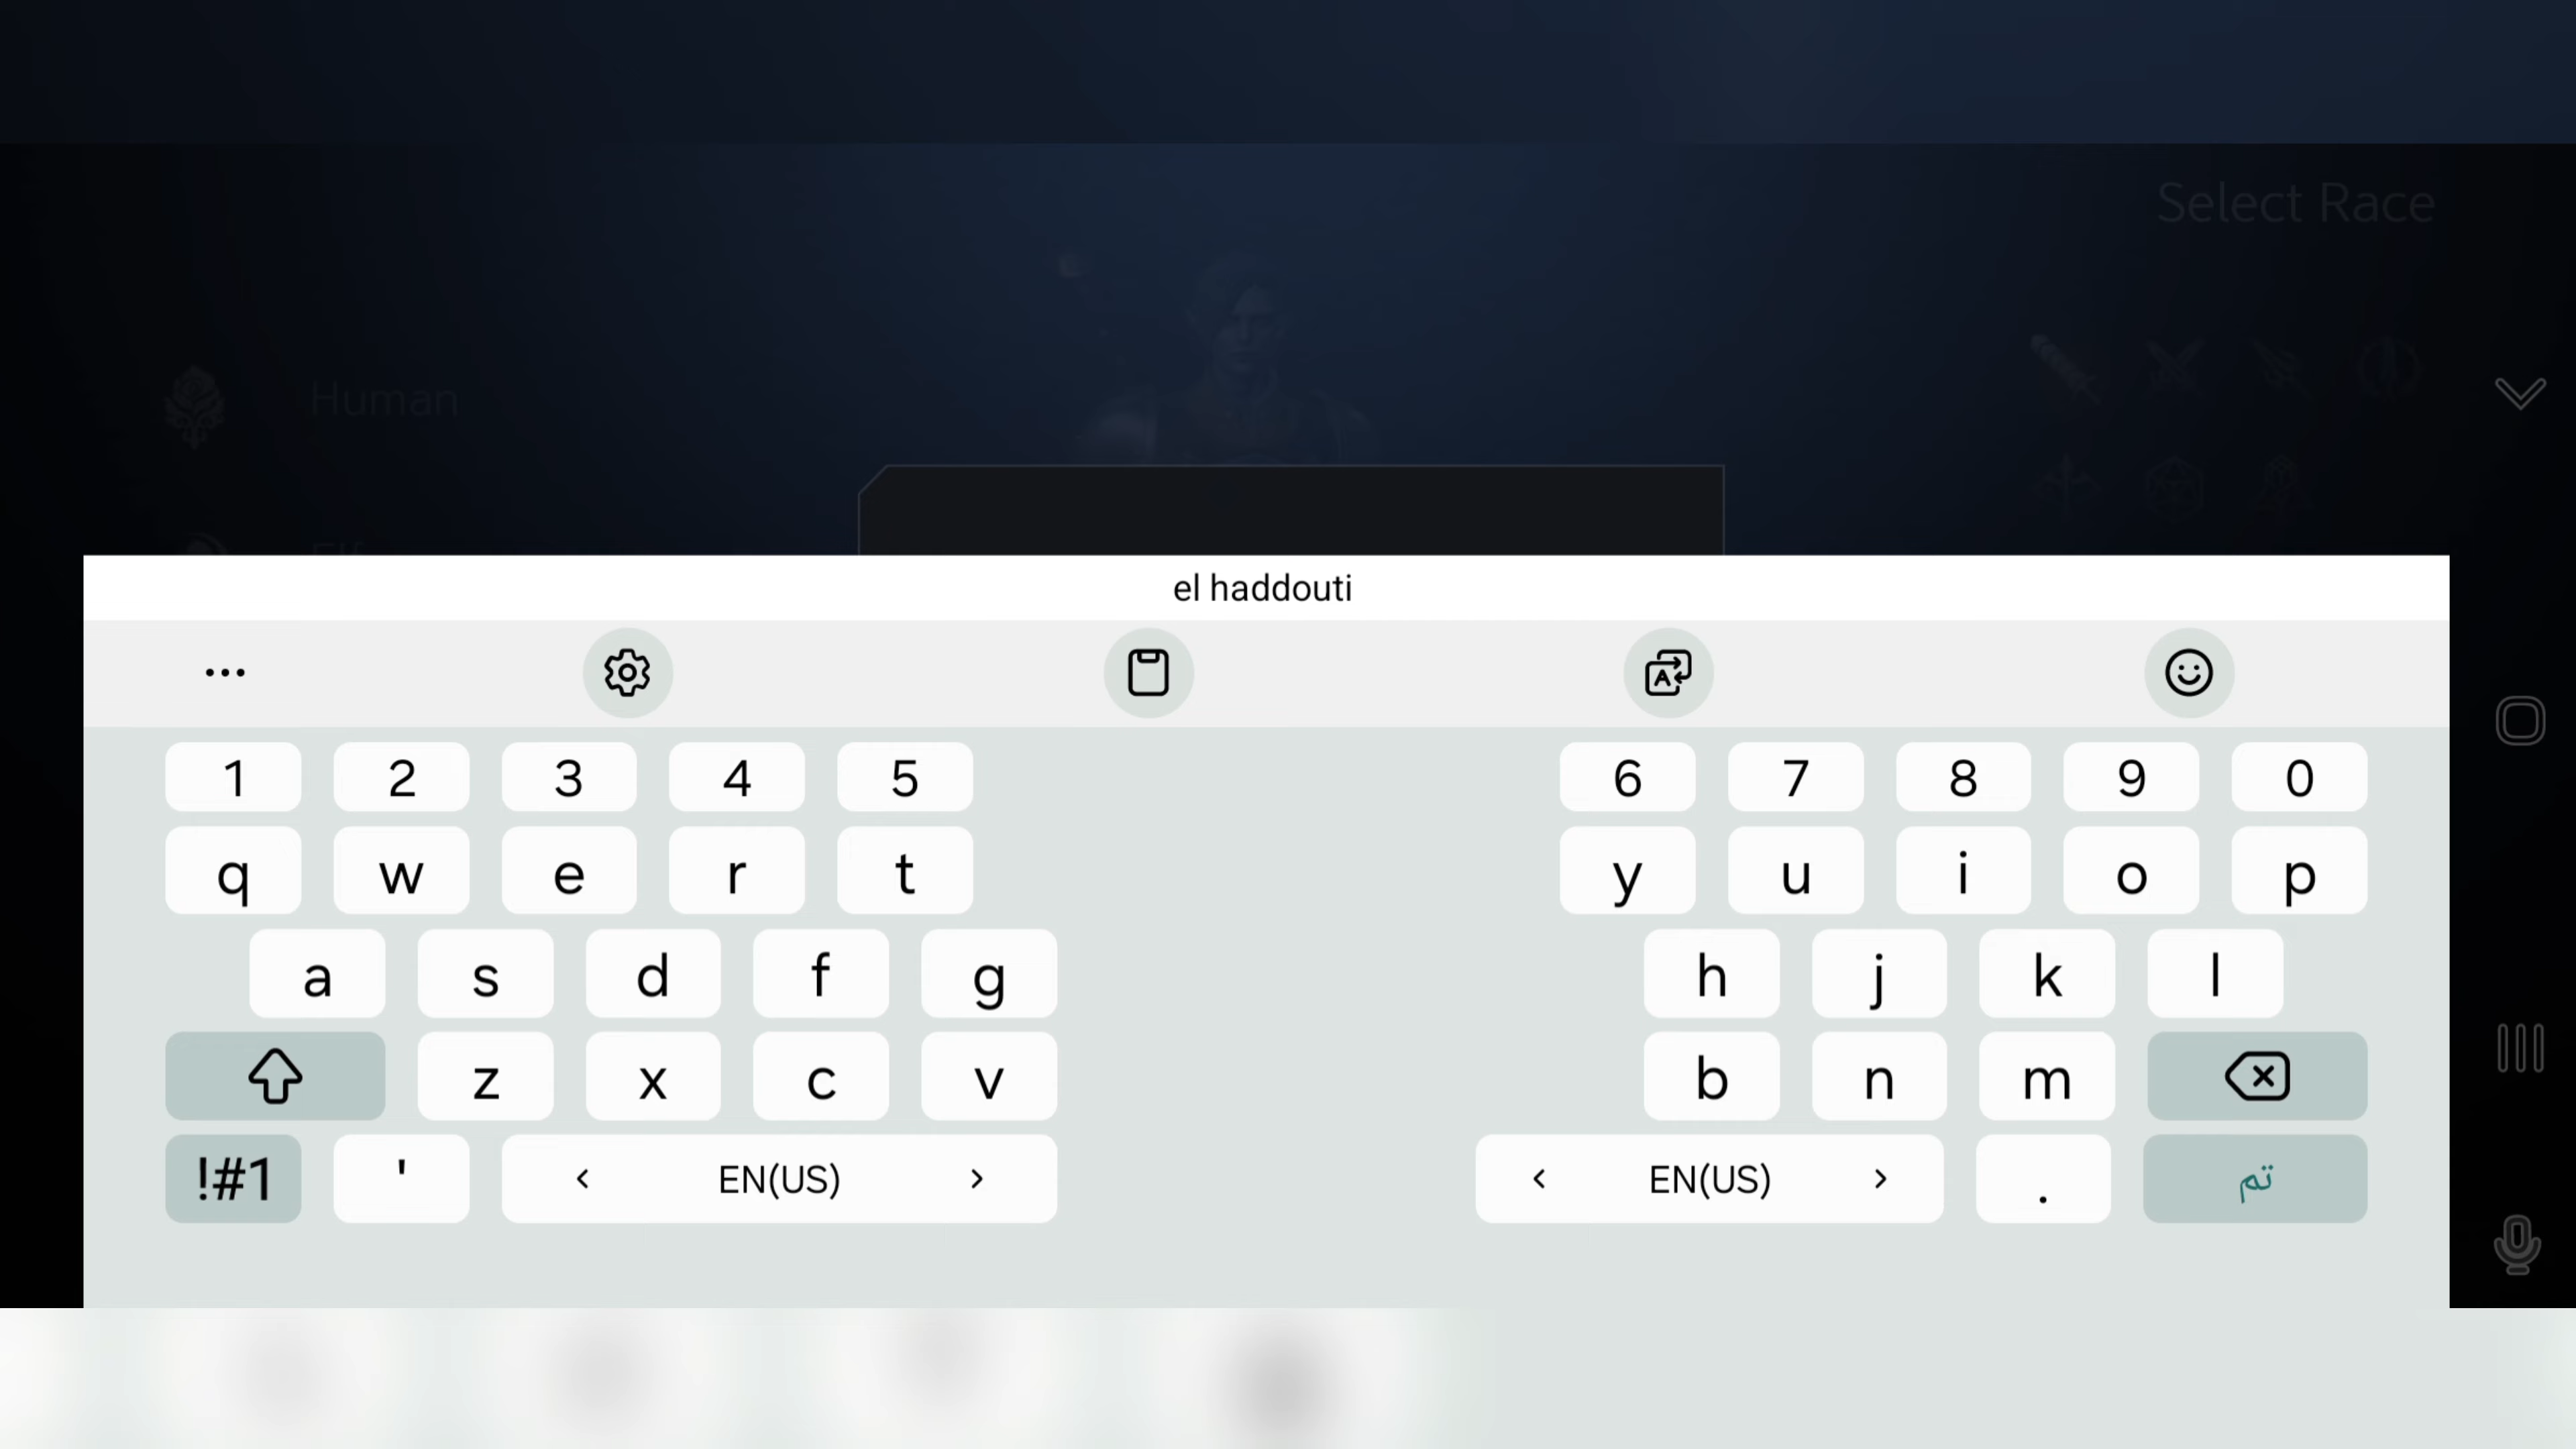 Select Race
Human
Elf
el haddouti
1 2 3 4 5 6 7 8 9 0
q w e r t y u i o p
a s d f g h j k l
z x c v b n m
!#1 ' < EN(US) > < EN(US) > . تم